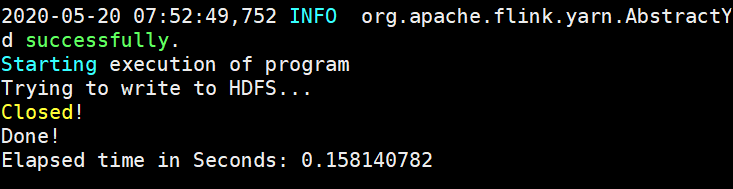 2020-05-20 07:52:49,752 INFO  org.apache.flink.yarn.AbstractY
d successfully.
Starting execution of program
Trying to write to HDFS...
Closed!
Done!
Elapsed time in Seconds: 0.158140782